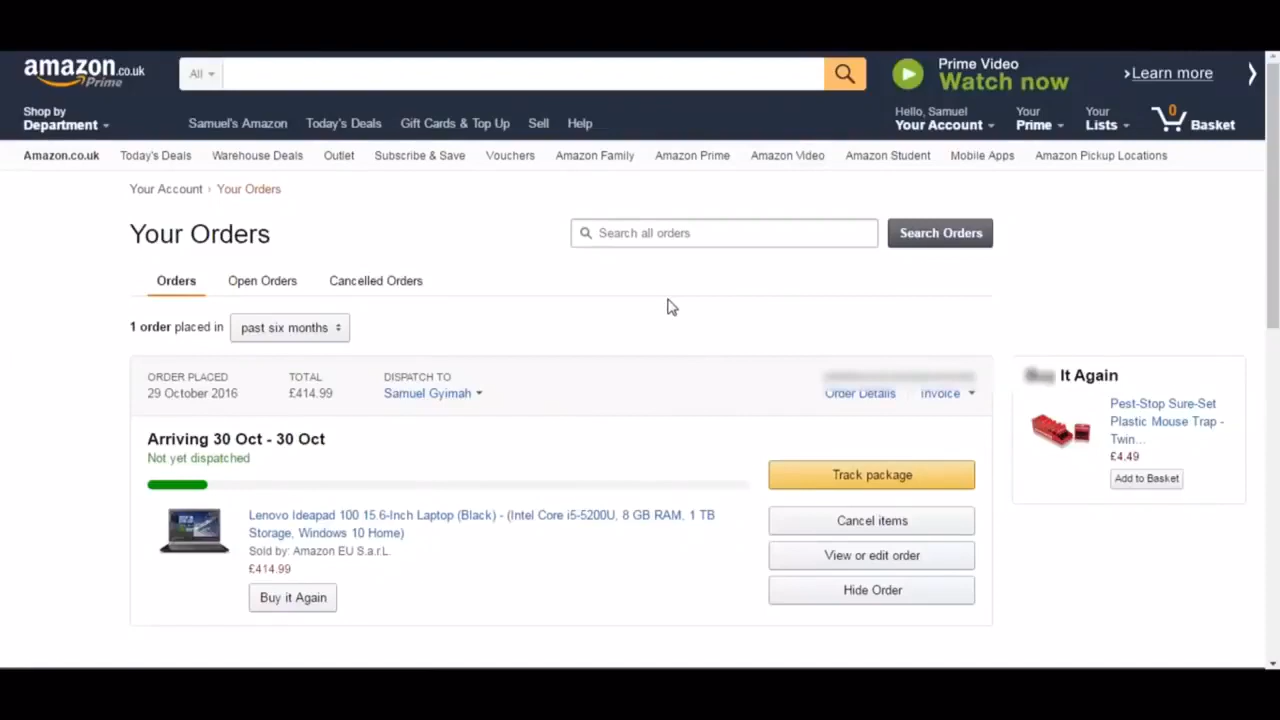 amazon.co.uk
Prime
All
Prime Video
Watch now
›Learn more
Shop by
Department
Samuel's Amazon
Today's Deals
Gift Cards & Top Up
Sell
Help
Hello, Samuel
Your Account
Your
Prime
Your
Lists
0
Basket
Amazon.co.uk
Today's Deals
Warehouse Deals
Outlet
Subscribe & Save
Vouchers
Amazon Family
Amazon Prime
Amazon Video
Amazon Student
Mobile Apps
Amazon Pickup Locations
Your Account › Your Orders
Your Orders
Search all orders
Search Orders
Orders
Open Orders
Cancelled Orders
1 order placed in
past six months
ORDER PLACED
29 October 2016
TOTAL
£414.99
DISPATCH TO
Samuel Gyimah
Order Details
Invoice
Arriving 30 Oct - 30 Oct
Not yet dispatched
Lenovo Ideapad 100 15.6-Inch Laptop (Black) - (Intel Core i5-5200U, 8 GB RAM, 1 TB
Storage, Windows 10 Home)
Sold by: Amazon EU S.a.r.L.
£414.99
Buy it Again
Track package
Cancel items
View or edit order
Hide Order
It Again
Pest-Stop Sure-Set
Plastic Mouse Trap -
Twin...
£4.49
Add to Basket